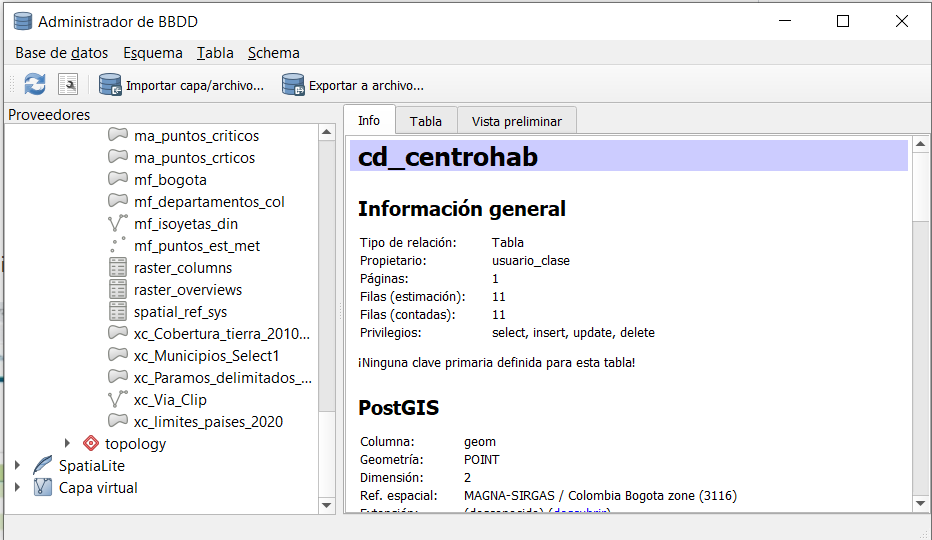 Administrador de BBDD
Base de datos Esquema Tabla Schema
Importar capa/archivo... Exportar a archivo...
Proveedores
ma_puntos_criticos
ma_puntos_crticos
mf_bogota
mf_departamentos_col
mf_isoyetas_din
mf_puntos_est_met
raster_columns
raster_overviews
spatial_ref_sys
xc_Cobertura_tierra_2010...
xc_Municipios_Select1
xc_Paramos_delimitados_...
xc_Via_Clip
xc_limites_paises_2020
topology
SpatiaLite
Capa virtual
Info Tabla Vista preliminar
cd_centrohab
Información general
Tipo de relación: Tabla
Propietario: usuario_clase
Páginas: 1
Filas (estimación): 11
Filas (contadas): 11
Privilegios: select, insert, update, delete
¡Ninguna clave primaria definida para esta tabla!
PostGIS
Columna: geom
Geometría: POINT
Dimensión: 2
Ref. espacial: MAGNA-SIRGAS / Colombia Bogota zone (3116)
Extensión: (desconocido) (descubrir)